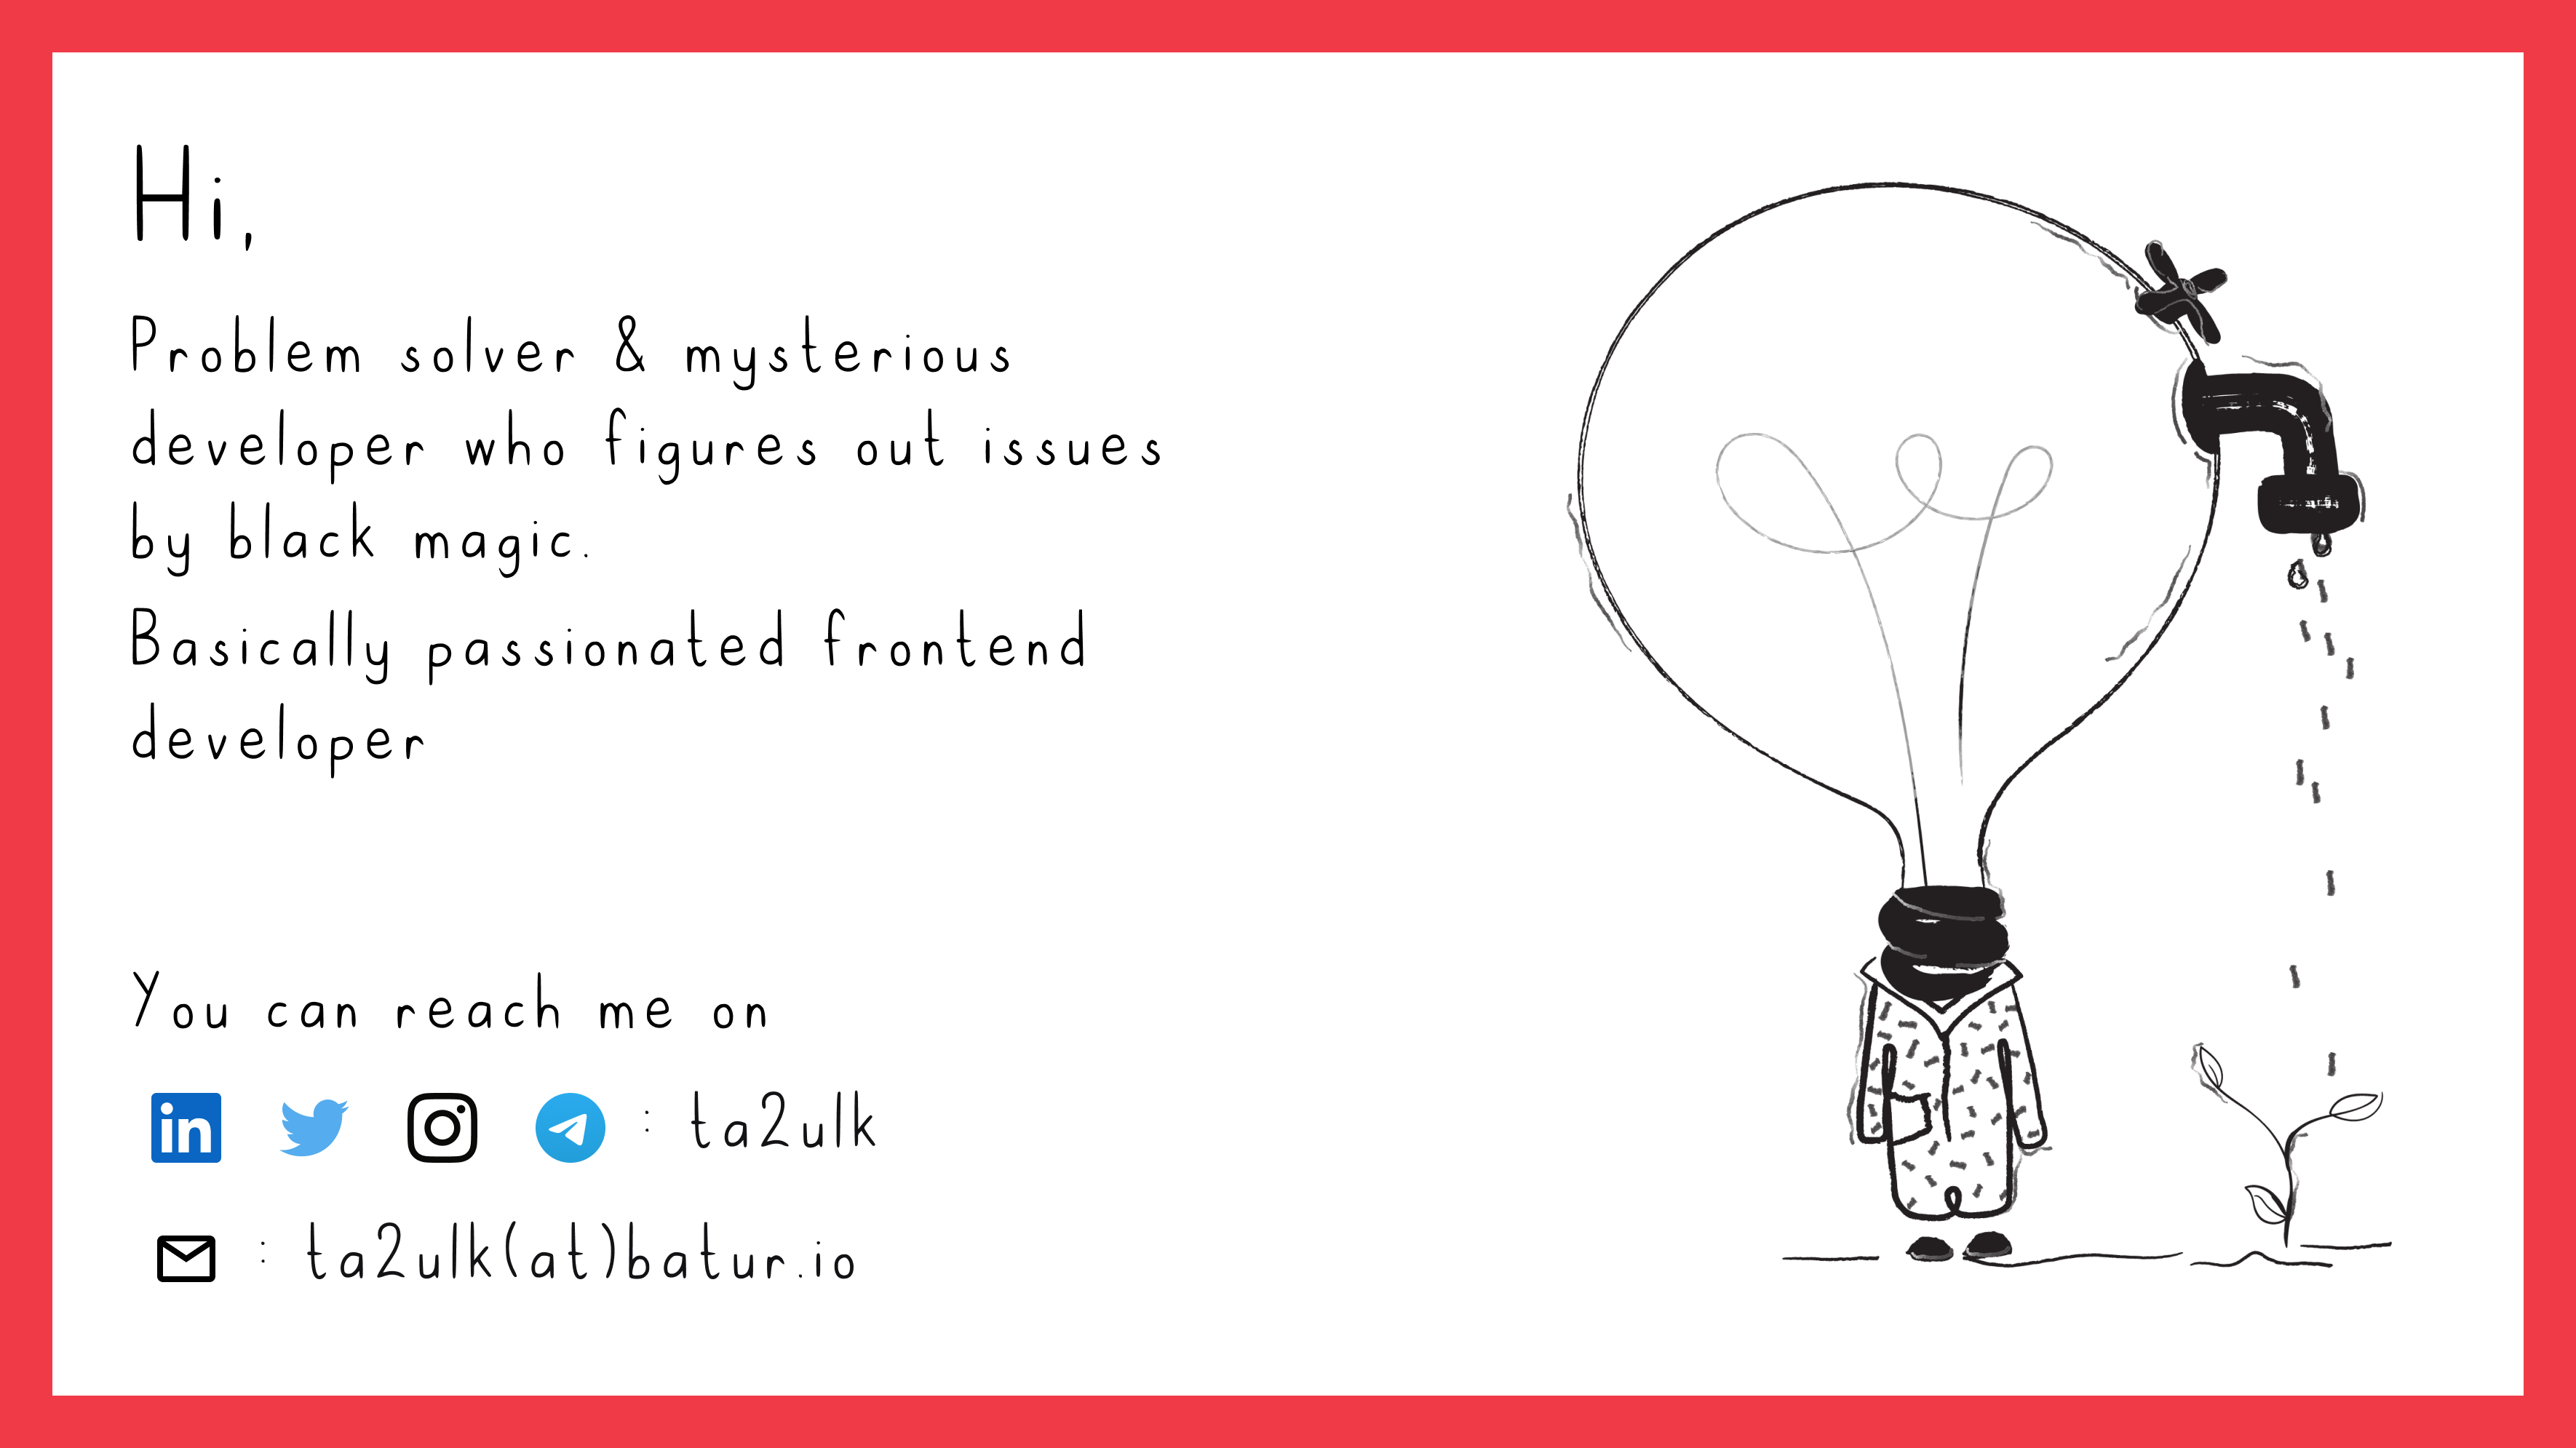 Hi,
Problem solver & mysterious
developer who figures out issues
by black magic.
Basically passionated frontend
developer
You can reach me on
in : ta2ulk
: ta2ulk(at)batur.io